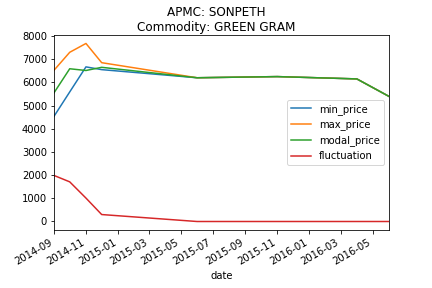 APMC: SONPETH
Commodity: GREEN GRAM
8000
7000
6000
5000
4000
3000
2000
1000
0
min_price
max_price
modal_price
fluctuation
2014-09
2014-11
2015-01
2015-03
2015-05
2015-07
2015-09
2015-11
2016-01
2016-03
2016-05
date